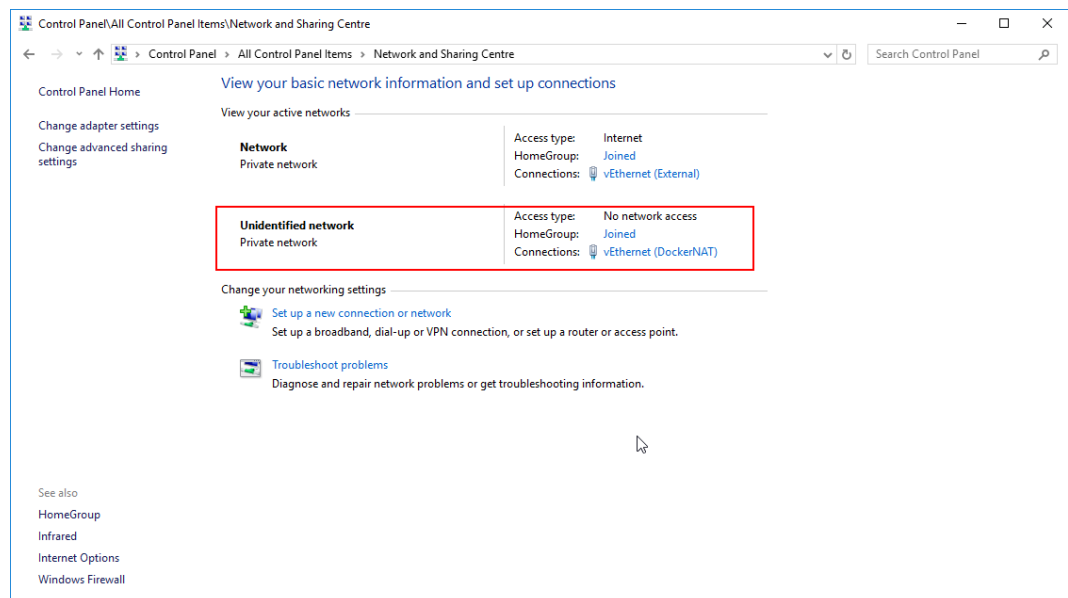 Control Panel\All Control Panel Items\Network and Sharing Centre
Control Panel > All Control Panel Items > Network and Sharing Centre
Search Control Panel
Control Panel Home
Change adapter settings
Change advanced sharing
settings
View your basic network information and set up connections
View your active networks
Network
Private network
Access type: Internet
HomeGroup: Joined
Connections: vEthernet (External)
Unidentified network
Private network
Access type: No network access
HomeGroup: Joined
Connections: vEthernet (DockerNAT)
Change your networking settings
Set up a new connection or network
Set up a broadband, dial-up or VPN connection, or set up a router or access point.
Troubleshoot problems
Diagnose and repair network problems or get troubleshooting information.
See also
HomeGroup
Infrared
Internet Options
Windows Firewall